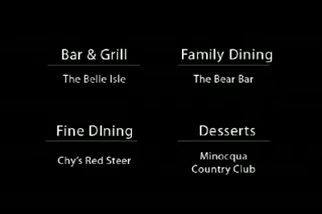 Bar & Grill
The Belle Isle
Family Dining
The Bear Bar
Fine DIning
Chy's Red Steer
Desserts
Minocqua
Country Club